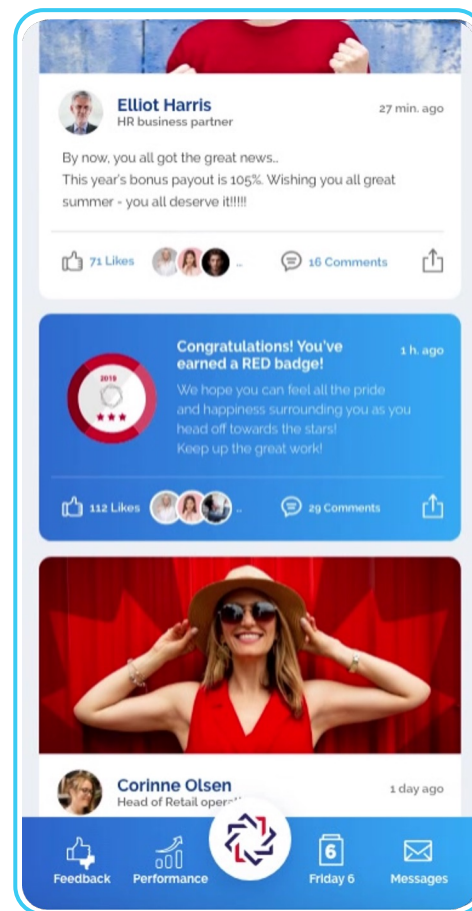 Elliot Harris
27 min. ago
HR business partner
By now, you all got the great news..
This year's bonus payout is 105%. Wishing you all great
summer - you all deserve it!!!!!
71 Likes
..
16 Comments
Congratulations! You've
1 h. ago
earned a RED badge!
2019
We hope you can feel all the pride
and happiness surrounding you as you
head off towards the stars!
Keep up the great work!
112 Likes
..
29 Comments
Corinne Olsen
1 day ago
Head of Retail
6
Feedback
Performance
Friday 6
Messages